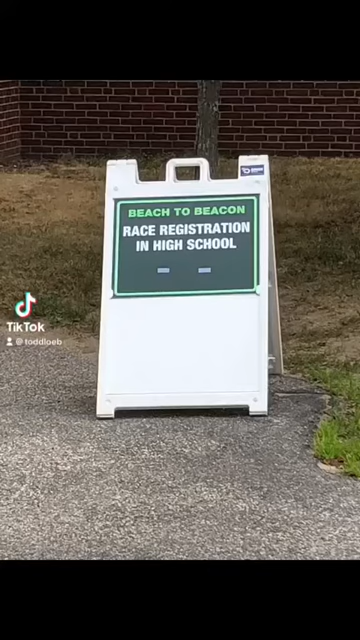 BEACH TO BEACON
RACE REGISTRATION
IN HIGH SCHOOL
TikTok
@toddloeb